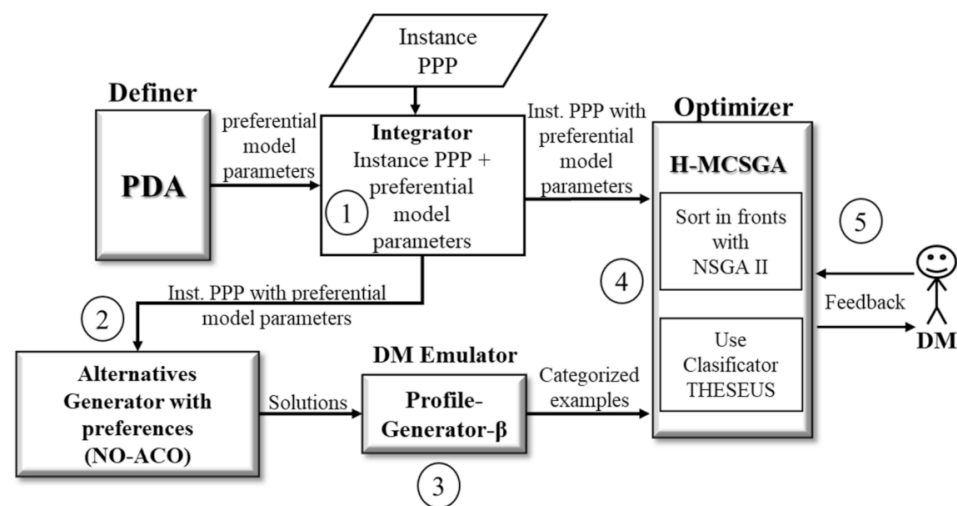 Instance
PPP
Definer
PDA
preferential
model
parameters
Integrator
Instance PPP +
preferential
model
parameters
1
Inst. PPP with
preferential
model
parameters
Optimizer
H-MCSGA
Sort in fronts
with
NSGA II
Use
Clasificator
THESEUS
4
5
Feedback
DM
2
Inst. PPP with preferential
model parameters
Alternatives
Generator with
preferences
(NO-ACO)
Solutions
DM Emulator
Profile-
Generator-β
3
Categorized
examples